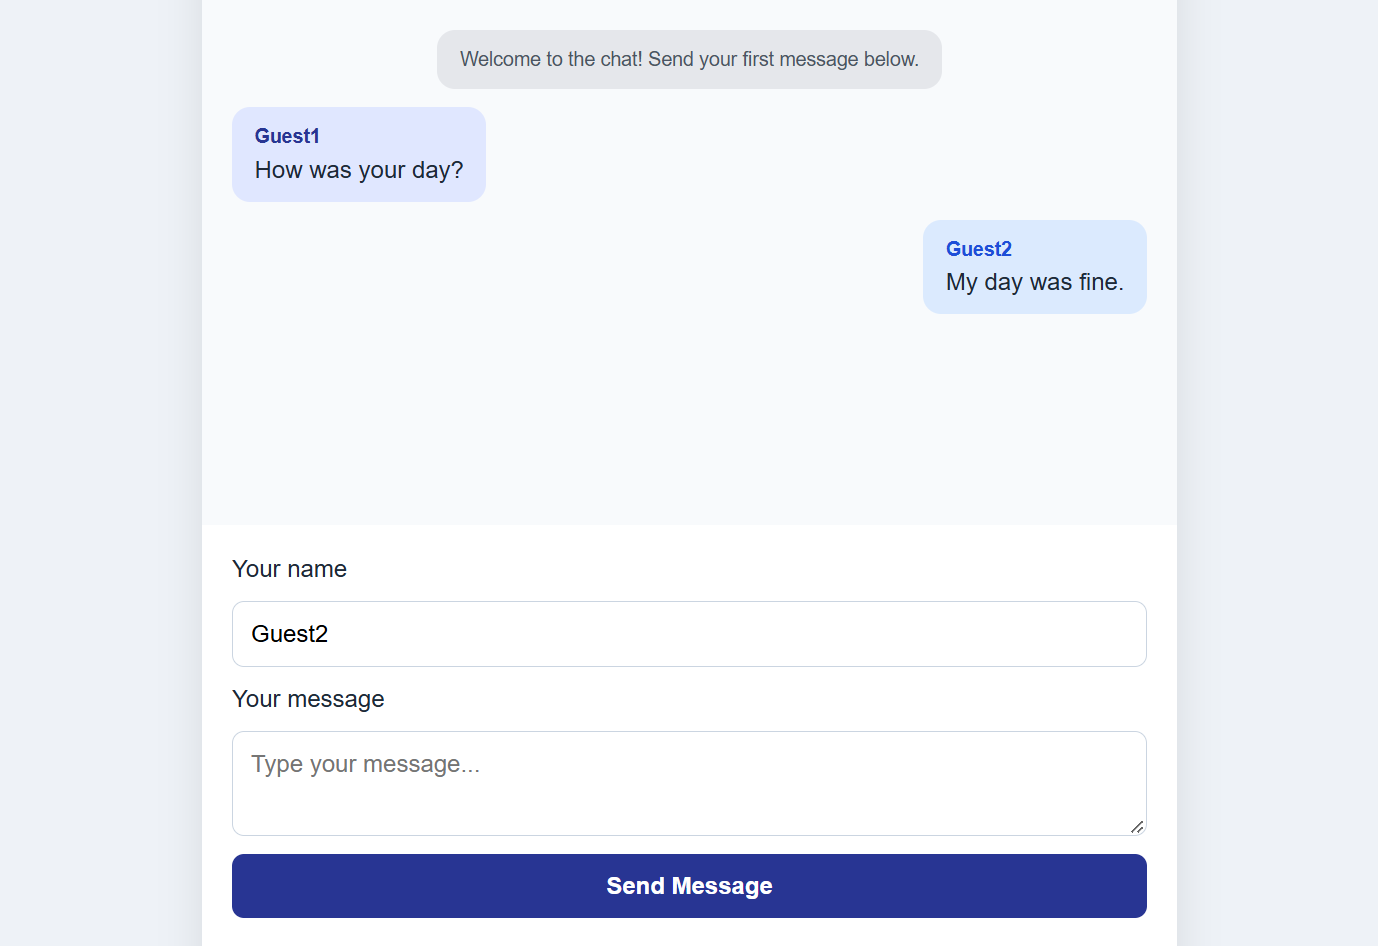 Welcome to the chat! Send your first message below.
Guest1
How was your day?
Guest2
My day was fine.
Your name
Guest2
Your message
Type your message...
Send Message